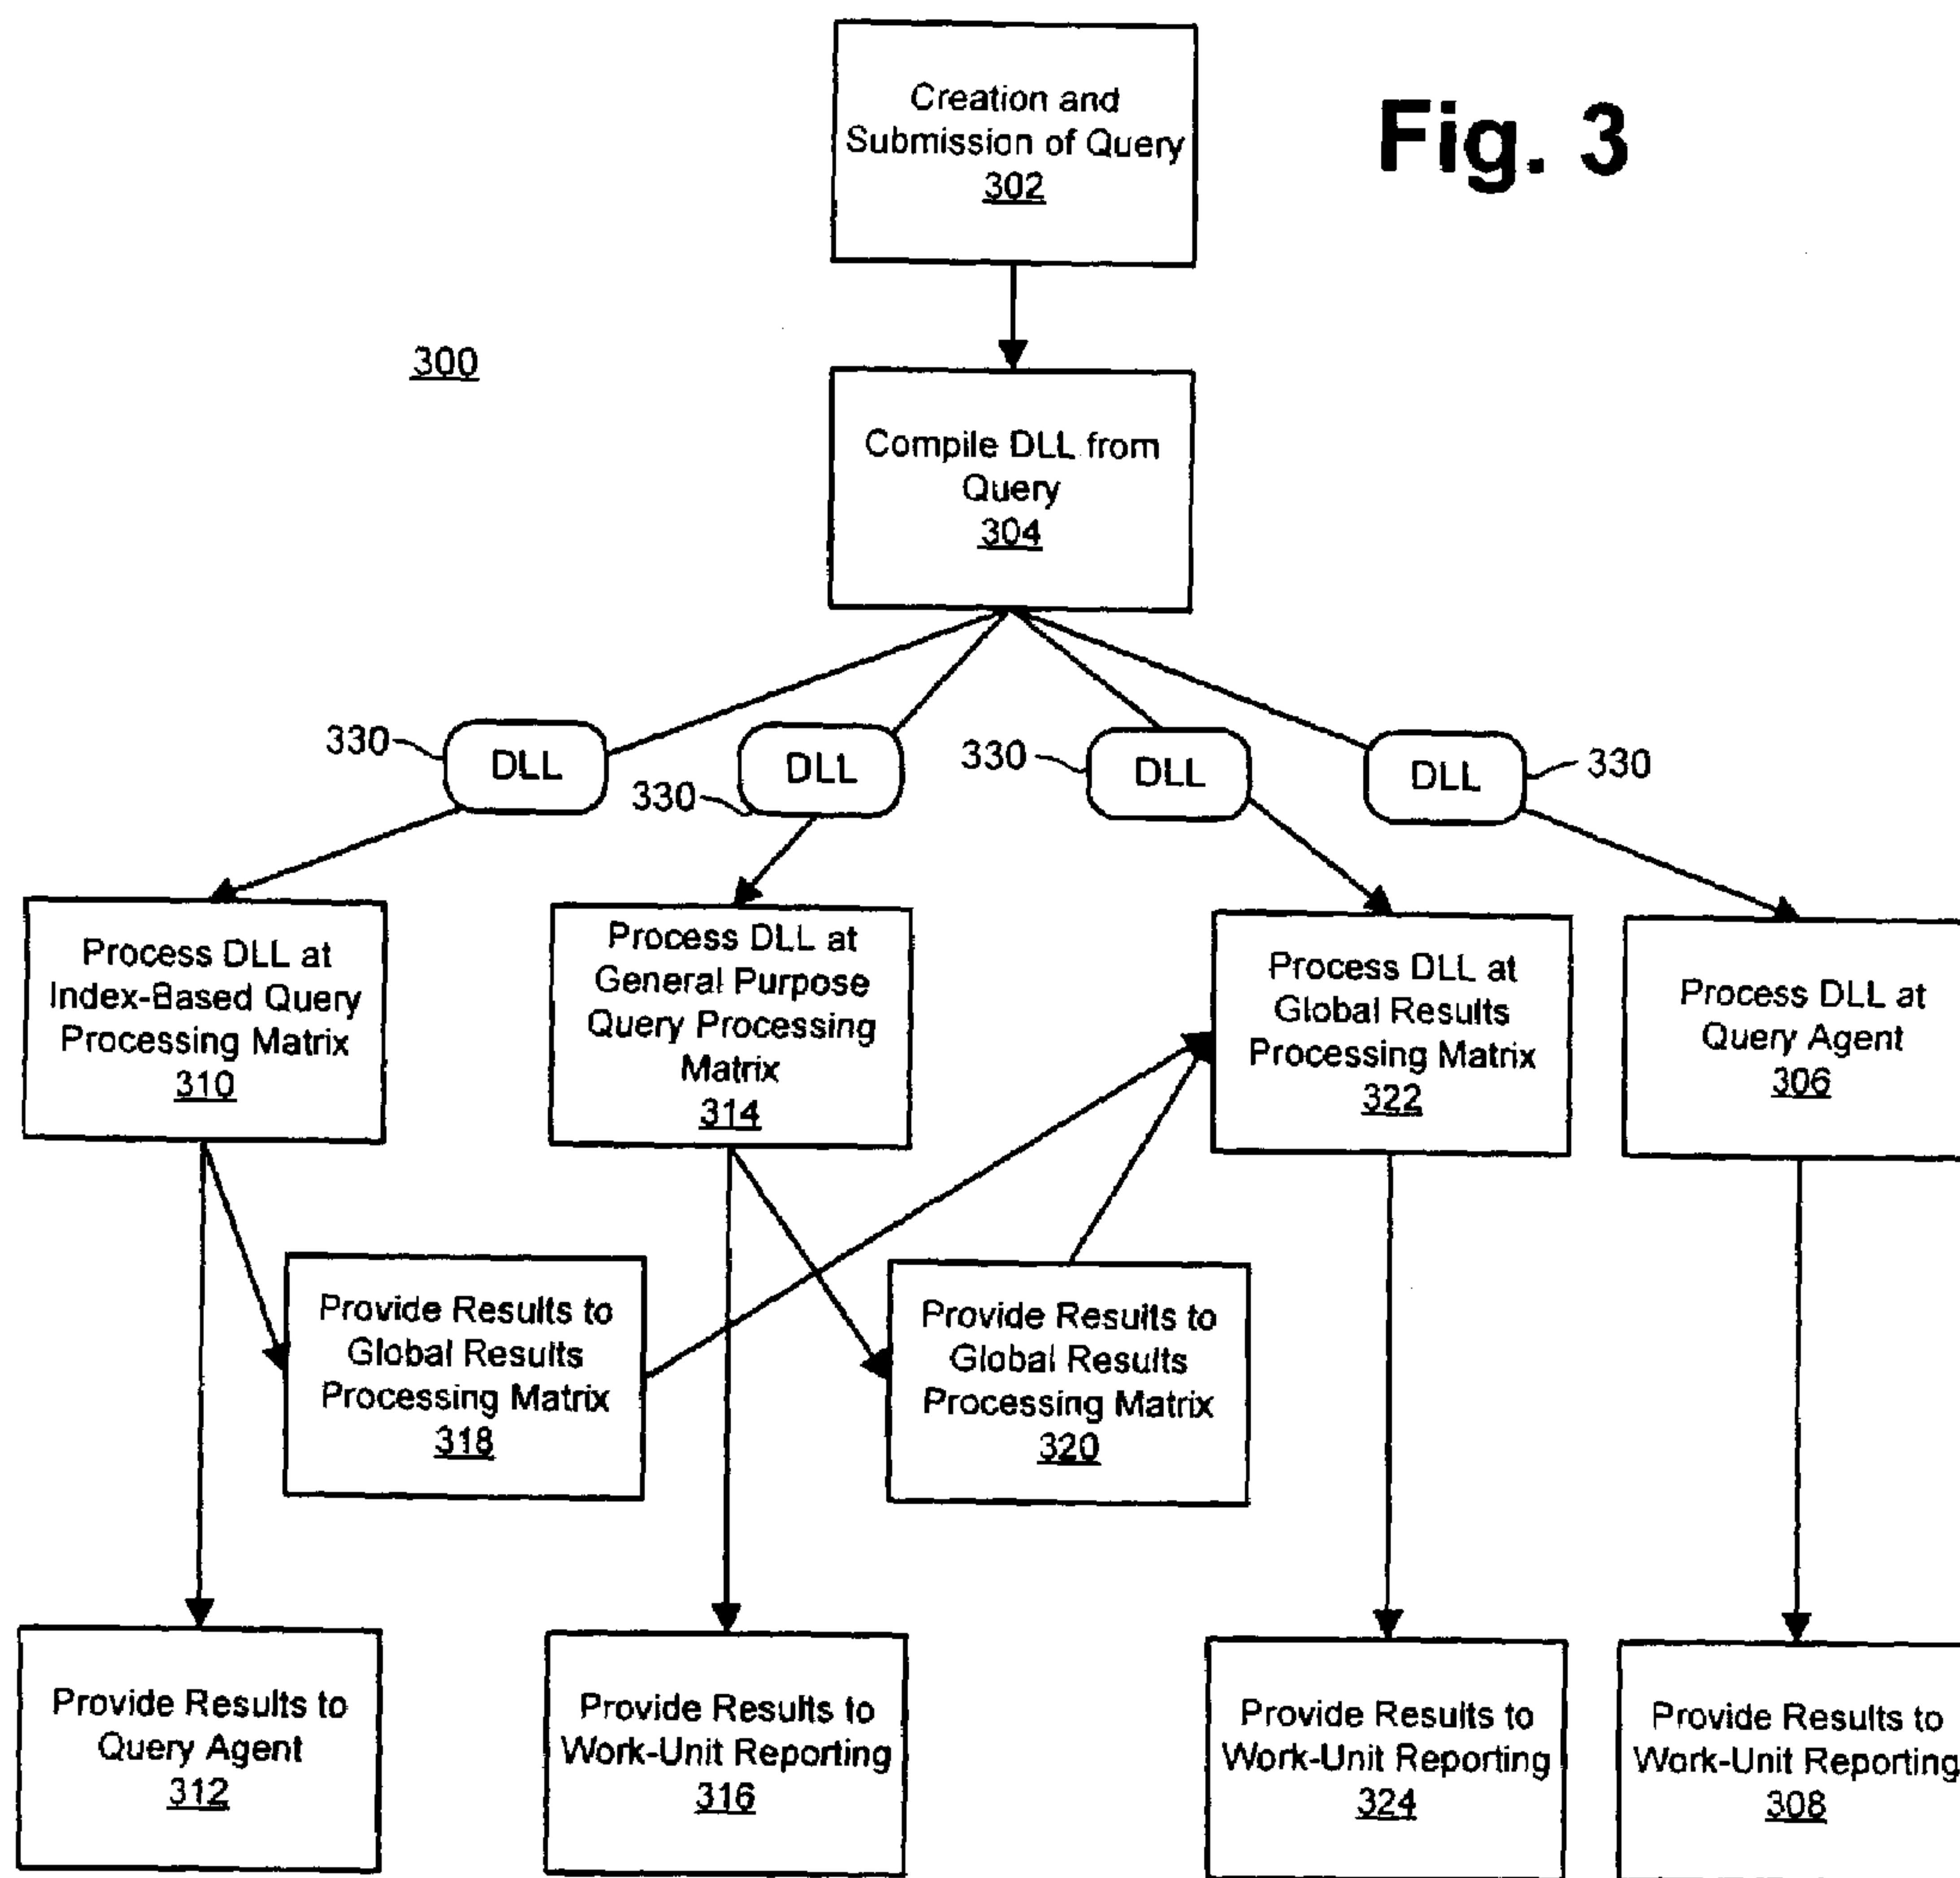 Creation and
Submission of Query
302
Fig. 3
300
Compile DLL from
Query
304
330
DLL
330
DLL
330
DLL
DLL
330
Process DLL at
Index-Based Query
Processing Matrix
310
Process DLL at
General Purpose
Query Processing
Matrix
314
Process DLL at
Global Results
Processing Matrix
322
Process DLL at
Query Agent
306
Provide Results to
Global Results
Processing Matrix
318
Provide Results to
Global Results
Processing Matrix
320
Provide Results to
Query Agent
312
Provide Results to
Work-Unit Reporting
316
Provide Results to
Work-Unit Reporting
324
Provide Results to
Work-Unit Reporting
308